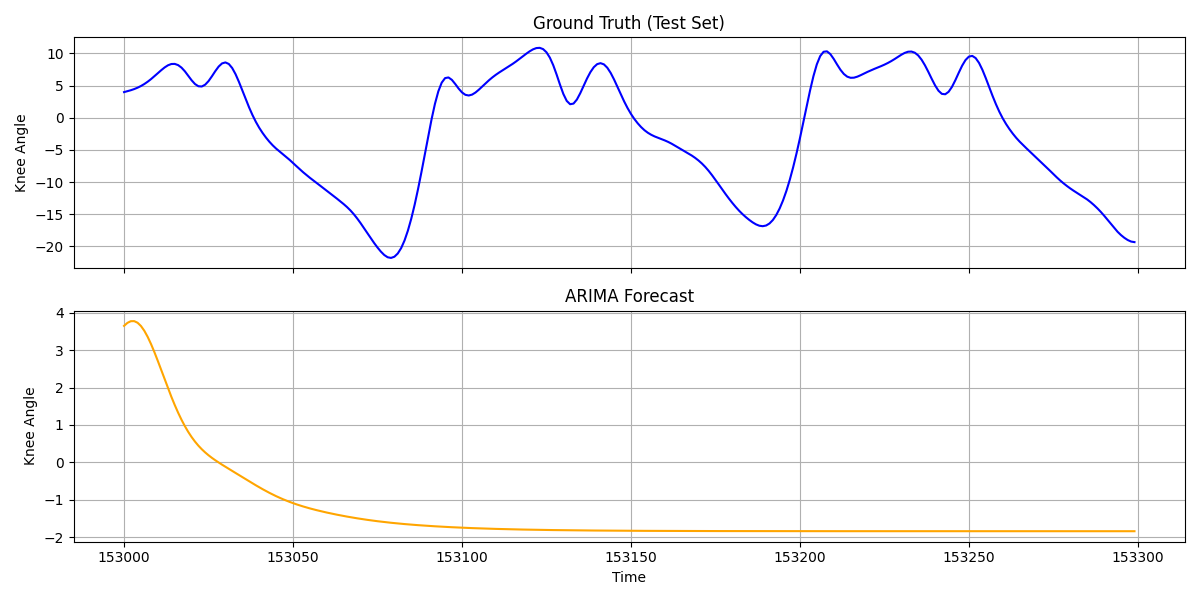 Ground Truth (Test Set)
10
5
0
−5
−10
−15
−20
Knee Angle
ARIMA Forecast
4
3
2
1
0
−1
−2
Knee Angle
153000 153050 153100 153150 153200 153250 153300
Time